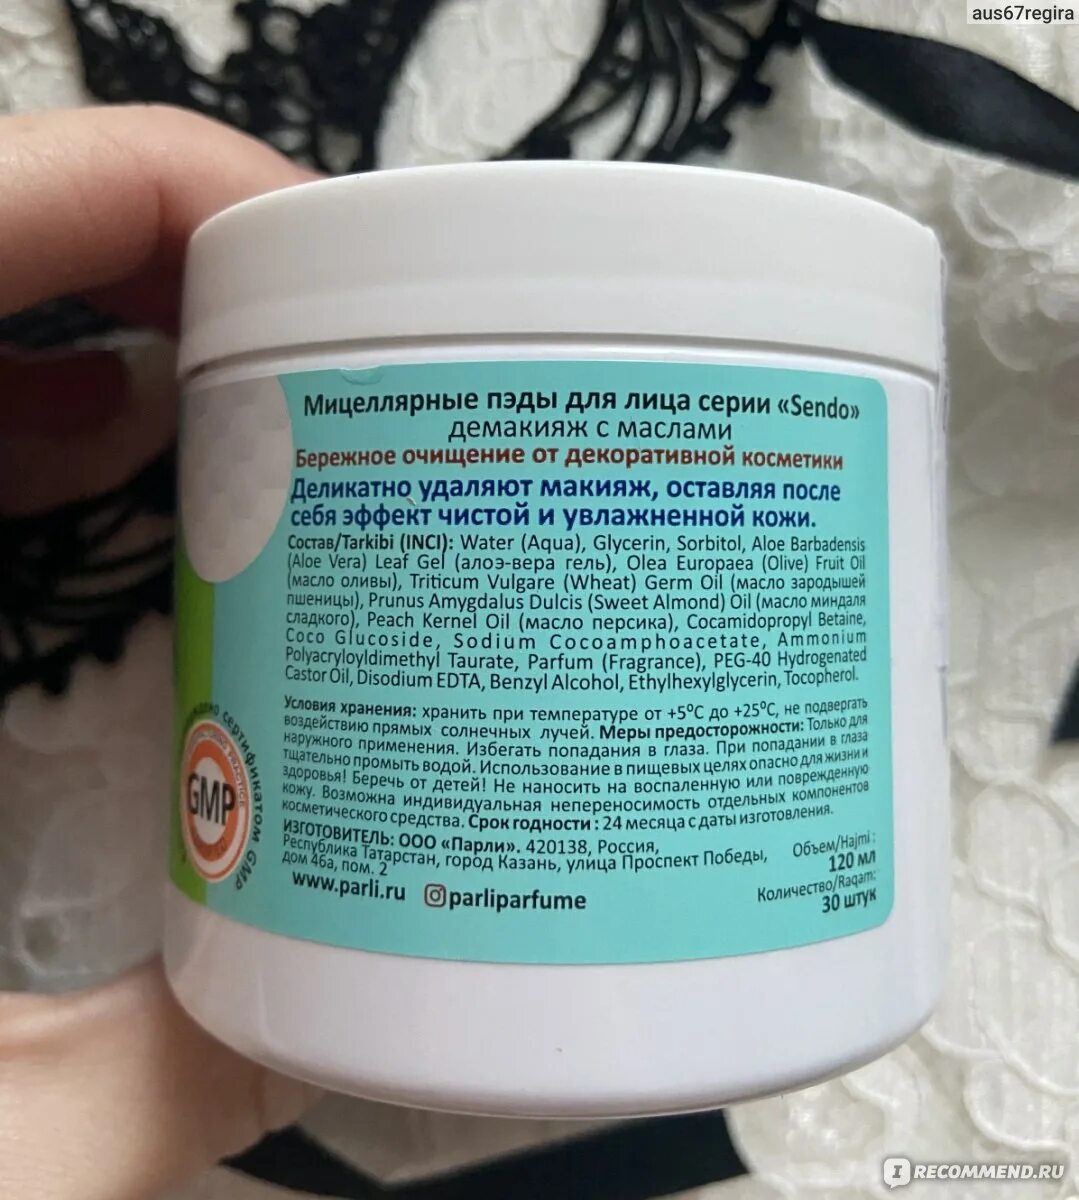 aus67regira
Мицеллярные пэды для лица серии «Sendo»
демакияж с маслами
Бережное очищение от декоративной косметики
Деликатно удаляют макияж, оставляя после
себя эффект чистой и увлажненной кожи.
Состав/Tarkibi (INCI): Water (Aqua), Glycerin, Sorbitol, Aloe Barbadensis
(Aloe Vera) Leaf Gel (алоэ-вера гель), Olea Europaea (Olive) Fruit Oil
(масло оливы), Triticum Vulgare (Wheat) Germ Oil (масло зародышей
пшеницы), Prunus Amygdalus Dulcis (Sweet Almond) Oil (масло миндаля
сладкого), Peach Kernel Oil (масло персика), Cocamidopropyl Betaine,
Coco Glucoside, Sodium Cocoamphoacetate, Ammonium
Polyacryloyldimethyl Taurate, Parfum (Fragrance), PEG-40 Hydrogenated
Castor Oil, Disodium EDTA, Benzyl Alcohol, Ethylhexylglycerin, Tocopherol.
Условия хранения: хранить при температуре от +5°C до +25°C, не подвергать
воздействию прямых солнечных лучей. Меры предосторожности: Только для
наружного применения. Избегать попадания в глаза. При попадании в глаза
тщательно промыть водой. Использование в пищевых целях опасно для жизни и
здоровья! Беречь от детей! Не наносить на воспаленную или поврежденную
кожу. Возможна индивидуальная непереносимость отдельных компонентов
косметического средства. Срок годности : 24 месяца с даты изготовления.
ИЗГОТОВИТЕЛЬ: ООО «Парли». 420138, Россия,
Республика Татарстан, город Казань, улица Проспект Победы,
дом 46а, пом. 2
www.parli.ru parliparfume
Объем/Hajmi :
120 мл
Количество/Raqam:
30 штук
сертификатом GMP
GMP
IRECOMMEND.RU